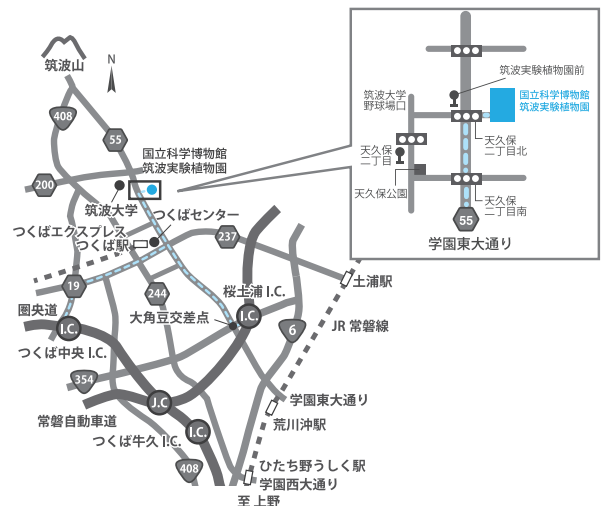 筑波山
N
408
55
国立科学博物館
筑波実験植物園
200
筑波大学
つくばセンター
つくばエクスプレス
つくば駅
237
19
244
桜土浦 I.C.
土浦駅
圏央道
大角豆交差点
I.C.
I.C.
6
JR 常磐線
つくば中央 I.C.
354
J.C
学園東大通り
常磐自動車道
荒川沖駅
つくば牛久 I.C.
I.C.
408
ひたち野うしく駅
学園西大通り
至 上野
筑波実験植物園前
筑波大学
野球場口
国立科学博物館
筑波実験植物園
天久保
二丁目
天久保
二丁目北
天久保公園
天久保
二丁目南
55
学園東大通り